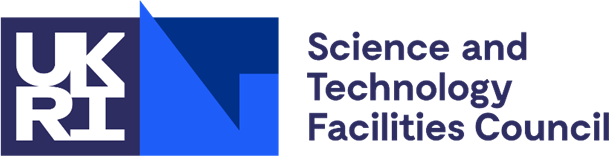 UK
RI
Science and
Technology
Facilities Council